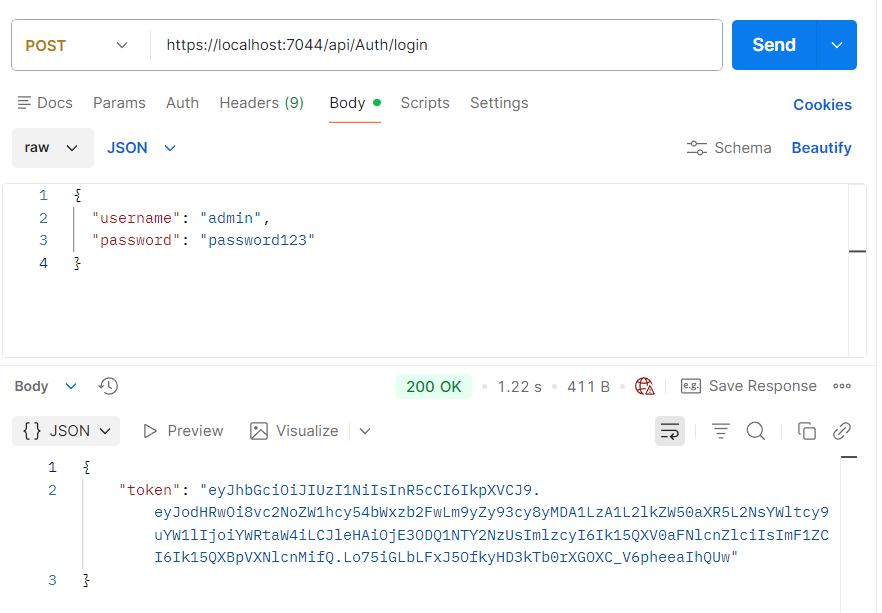 POST https://localhost:7044/api/Auth/login Send
Docs Params Auth Headers (9) Body Scripts Settings Cookies
raw JSON Schema Beautify
1 {
2 "username": "admin",
3 "password": "password123"
4 }
Body 200 OK 1.22 s 411 B e.g. Save Response
{} JSON Preview Visualize
1 {
2 "token": "eyJhbGciOiJIUzI1NiIsInR5cCI6IkpXVCJ9.
eyJodHRwOi8vc2NoZW1hcy54bWxzb2FwLm9yZy93cy8yMDA1LzA1L2lkZW50aXR5L2NsYWltcy9
uYW1lIjoiYWRtaW4iLCJleHAiOjE3ODQ1NTY2NzUsImlzcyI6Ik15QXV0aFNlcnZlciIsImF1ZC
I6Ik15QXBpVXNlcnMifQ.Lo75iGLbLFxJ5OfkyHD3kTb0rXGOXC_V6pheeaIhQUw"
3 }